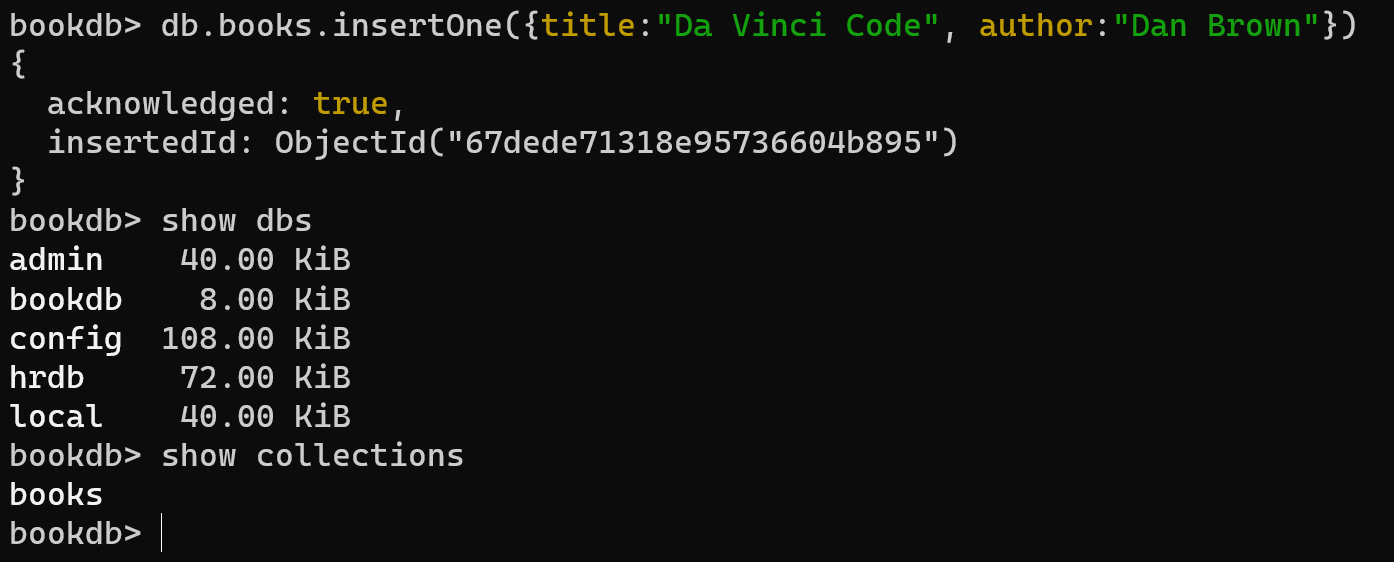 bookdb> db.books.insertOne({title:"Da Vinci Code", author:"Dan Brown"})
{
  acknowledged: true,
  insertedId: ObjectId("67dede71318e95736604b895")
}
bookdb> show dbs
admin    40.00 KiB
bookdb    8.00 KiB
config  108.00 KiB
hrdb     72.00 KiB
local    40.00 KiB
bookdb> show collections
books
bookdb>